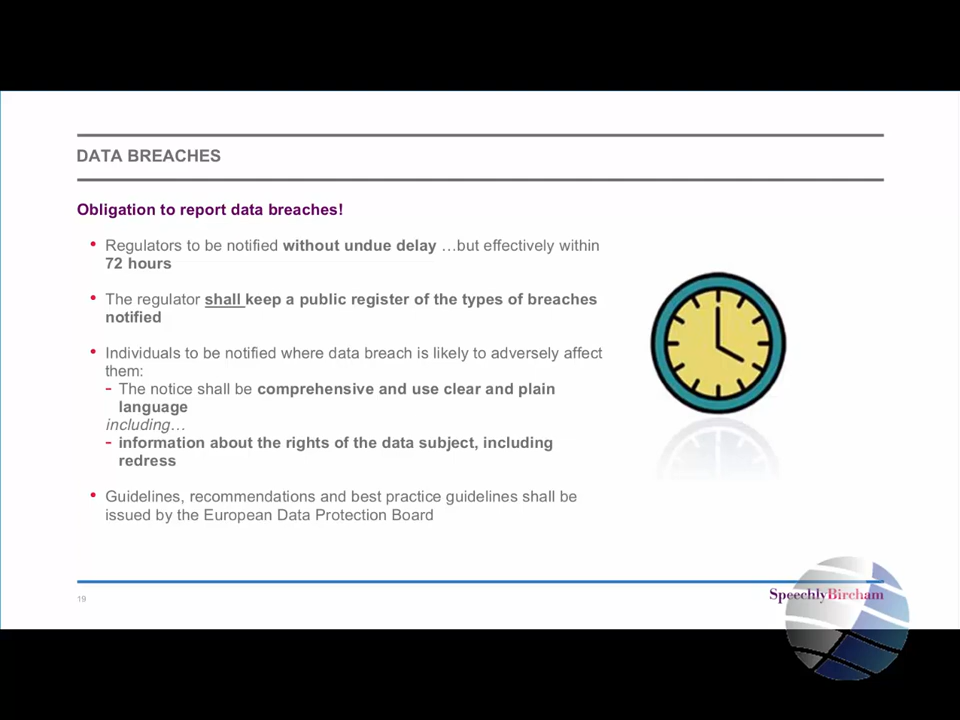 DATA BREACHES
Obligation to report data breaches!
• Regulators to be notified without undue delay …but effectively within
72 hours
• The regulator shall keep a public register of the types of breaches
notified
• Individuals to be notified where data breach is likely to adversely affect
them:
- The notice shall be comprehensive and use clear and plain
language
including…
- information about the rights of the data subject, including
redress
• Guidelines, recommendations and best practice guidelines shall be
issued by the European Data Protection Board
19
SpeechlyBircham